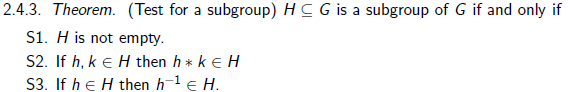 2.4.3. Theorem. (Test for a subgroup) H ⊆ G is a subgroup of G if and only if
S1. H is not empty.
S2. If h, k ∈ H then h ∗ k ∈ H
S3. If h ∈ H then h⁻¹ ∈ H.